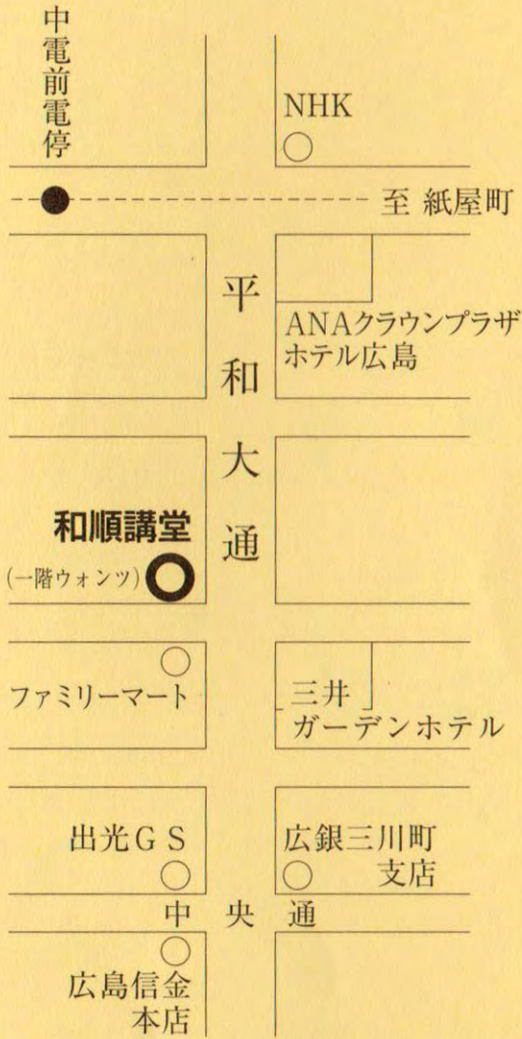 中電前電停
NHK
至 紙屋町
平和大通
ANAクラウンプラザ
ホテル広島
和順講堂
(一階ウォンツ)
ファミリーマート
三井
ガーデンホテル
出光GS
広銀三川町
支店
中央通
広島信金
本店